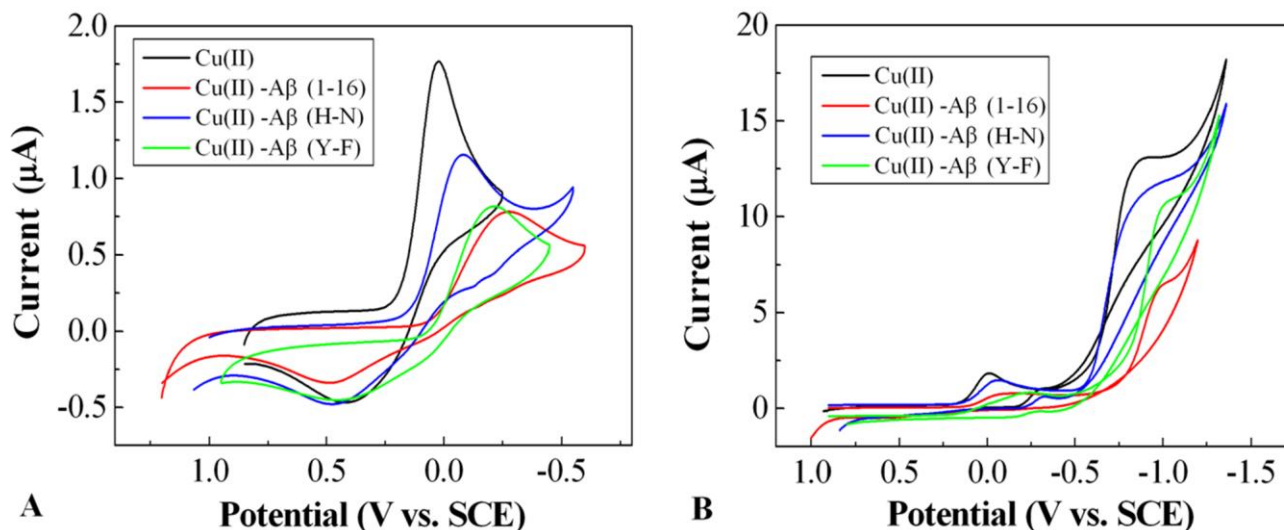 2.0
1.5
1.0
0.5
0.0
-0.5
Current (μA)
Cu(II)
Cu(II) -Aβ (1-16)
Cu(II) -Aβ (H-N)
Cu(II) -Aβ (Y-F)
1.0 0.5 0.0 -0.5
Potential (V vs. SCE)
A
20
15
10
5
0
Current (μA)
Cu(II)
Cu(II) -Aβ (1-16)
Cu(II) -Aβ (H-N)
Cu(II) -Aβ (Y-F)
1.0 0.5 0.0 -0.5 -1.0 -1.5
Potential (V vs. SCE)
B